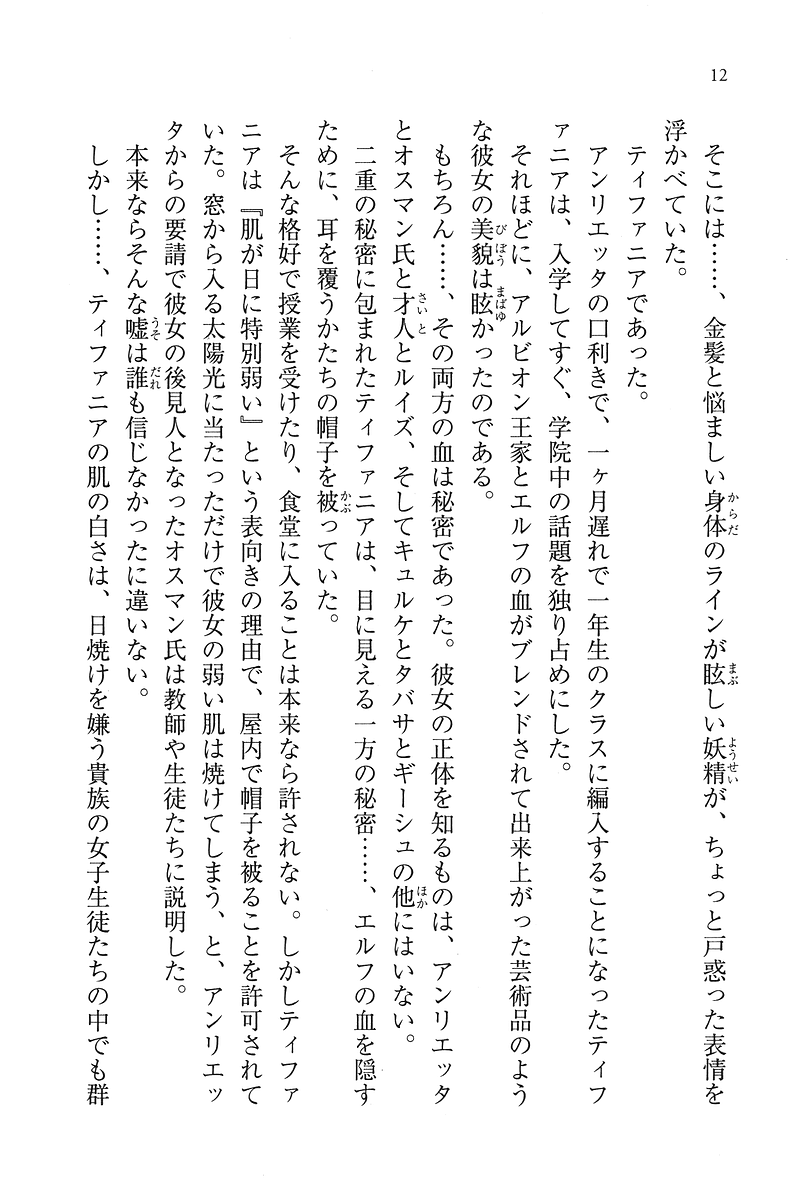 12
そこには……、金髪と悩ましい身体のラインが眩しい妖精が、ちょっと戸惑った表情を
浮かべていた。
ティファニアであった。
アンリエッタの口利きで、一ヶ月遅れで一年生のクラスに編入することになったティフ
ァニアは、入学してすぐ、学院中の話題を独り占めにした。
それほどに、アルビオン王家とエルフの血がブレンドされて出来上がった芸術品のよう
な彼女の美貌は眩かったのである。
もちろん……、その両方の血は秘密であった。彼女の正体を知るものは、アンリエッタ
とオスマン氏と才人とルイズ、そしてキュルケとタバサとギーシュの他にはいない。
二重の秘密に包まれたティファニアは、目に見える一方の秘密……、エルフの血を隠す
ために、耳を覆うかたちの帽子を被っていた。
そんな格好で授業を受けたり、食堂に入ることは本来なら許されない。しかしティファ
ニアは『肌が日に特別弱い』という表向きの理由で、屋内で帽子を被ることを許可されて
いた。窓から入る太陽光に当たっただけで彼女の弱い肌は焼けてしまう、と、アンリエッ
タからの要請で彼女の後見人となったオスマン氏は教師や生徒たちに説明した。
本来ならそんな嘘は誰も信じなかったに違いない。
しかし……、ティファニアの肌の白さは、日焼けを嫌う貴族の女子生徒たちの中でも群